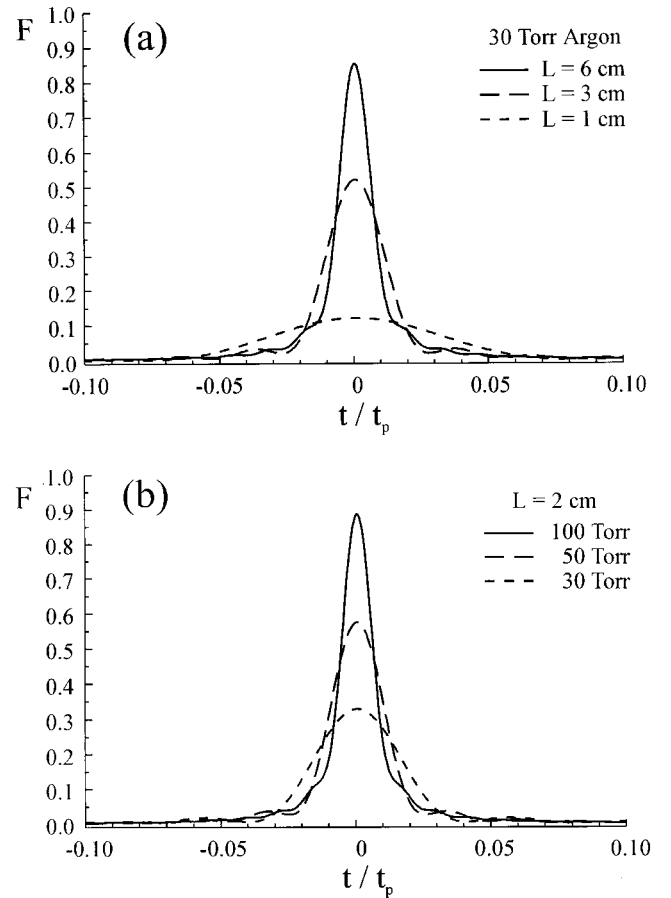 F
(a)
30 Torr Argon
L = 6 cm
L = 3 cm
L = 1 cm
1.0
0.9
0.8
0.7
0.6
0.5
0.4
0.3
0.2
0.1
0.0
-0.10 -0.05 0 0.05 0.10
t / tp
F
(b)
L = 2 cm
100 Torr
50 Torr
30 Torr
1.0
0.9
0.8
0.7
0.6
0.5
0.4
0.3
0.2
0.1
0.0
-0.10 -0.05 0 0.05 0.10
t / tp